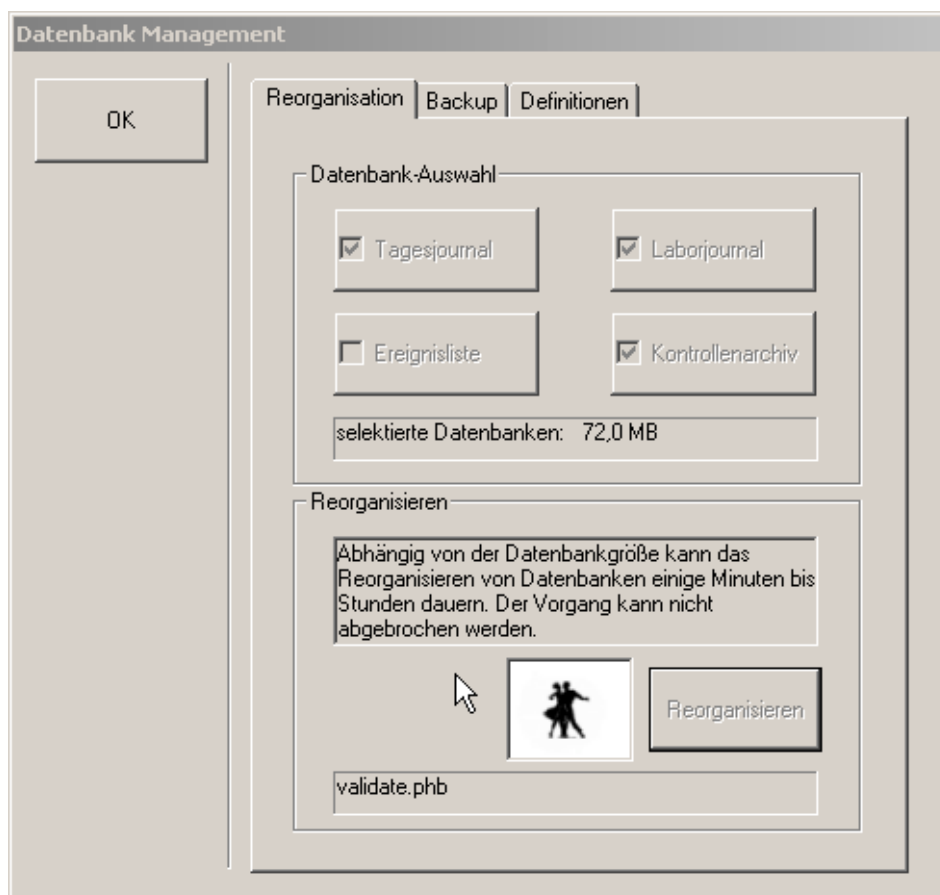 Datenbank Management
OK
Reorganisation
Backup
Definitionen
Datenbank-Auswahl
Tagesjournal
Laborjournal
Ereignisliste
Kontrollenarchiv
selektierte Datenbanken: 72,0 MB
Reorganisieren
Abhängig von der Datenbankgröße kann das
Reorganisieren von Datenbanken einige Minuten bis
Stunden dauern. Der Vorgang kann nicht
abgebrochen werden.
Reorganisieren
validate.phb